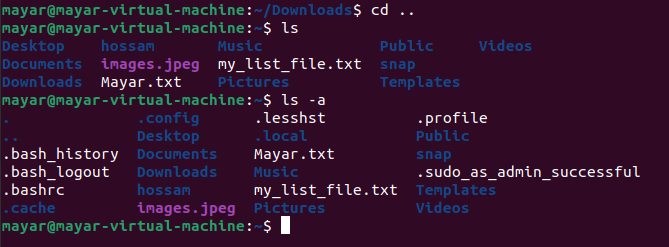 mayar@mayar-virtual-machine:~/Downloads$ cd ..
mayar@mayar-virtual-machine:~$ ls
Desktop    hossam       Music             Public     Videos
Documents  images.jpeg  my_list_file.txt  snap
Downloads  Mayar.txt    Pictures          Templates
mayar@mayar-virtual-machine:~$ ls -a
.              .config      .lesshst          .profile
..             Desktop      .local            Public
.bash_history  Documents    Mayar.txt         snap
.bash_logout   Downloads    Music             .sudo_as_admin_successful
.bashrc        hossam       my_list_file.txt  Templates
.cache         images.jpeg  Pictures          Videos
mayar@mayar-virtual-machine:~$